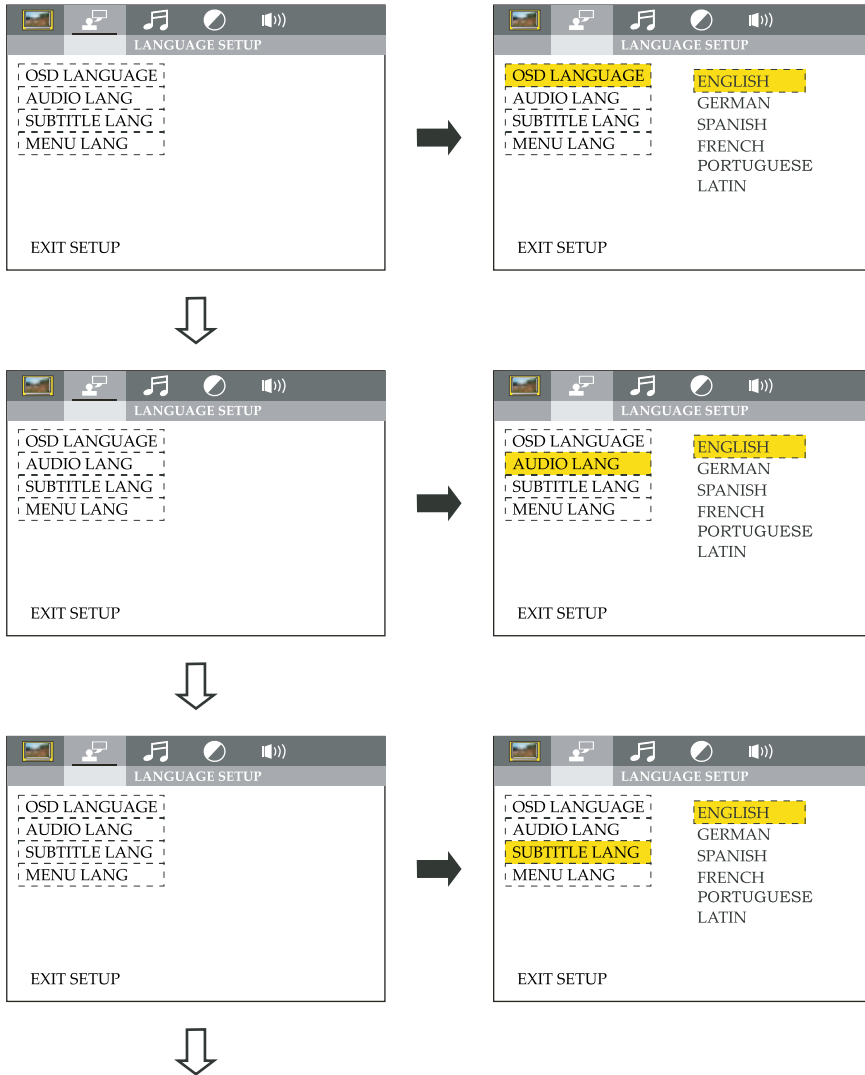 LANGUAGE SETUP
OSD LANGUAGE
AUDIO LANG
SUBTITLE LANG
MENU LANG
EXIT SETUP
LANGUAGE SETUP
OSD LANGUAGE
AUDIO LANG
SUBTITLE LANG
MENU LANG
ENGLISH
GERMAN
SPANISH
FRENCH
PORTUGUESE
LATIN
EXIT SETUP
LANGUAGE SETUP
OSD LANGUAGE
AUDIO LANG
SUBTITLE LANG
MENU LANG
EXIT SETUP
LANGUAGE SETUP
OSD LANGUAGE
AUDIO LANG
SUBTITLE LANG
MENU LANG
ENGLISH
GERMAN
SPANISH
FRENCH
PORTUGUESE
LATIN
EXIT SETUP
LANGUAGE SETUP
OSD LANGUAGE
AUDIO LANG
SUBTITLE LANG
MENU LANG
EXIT SETUP
LANGUAGE SETUP
OSD LANGUAGE
AUDIO LANG
SUBTITLE LANG
MENU LANG
ENGLISH
GERMAN
SPANISH
FRENCH
PORTUGUESE
LATIN
EXIT SETUP